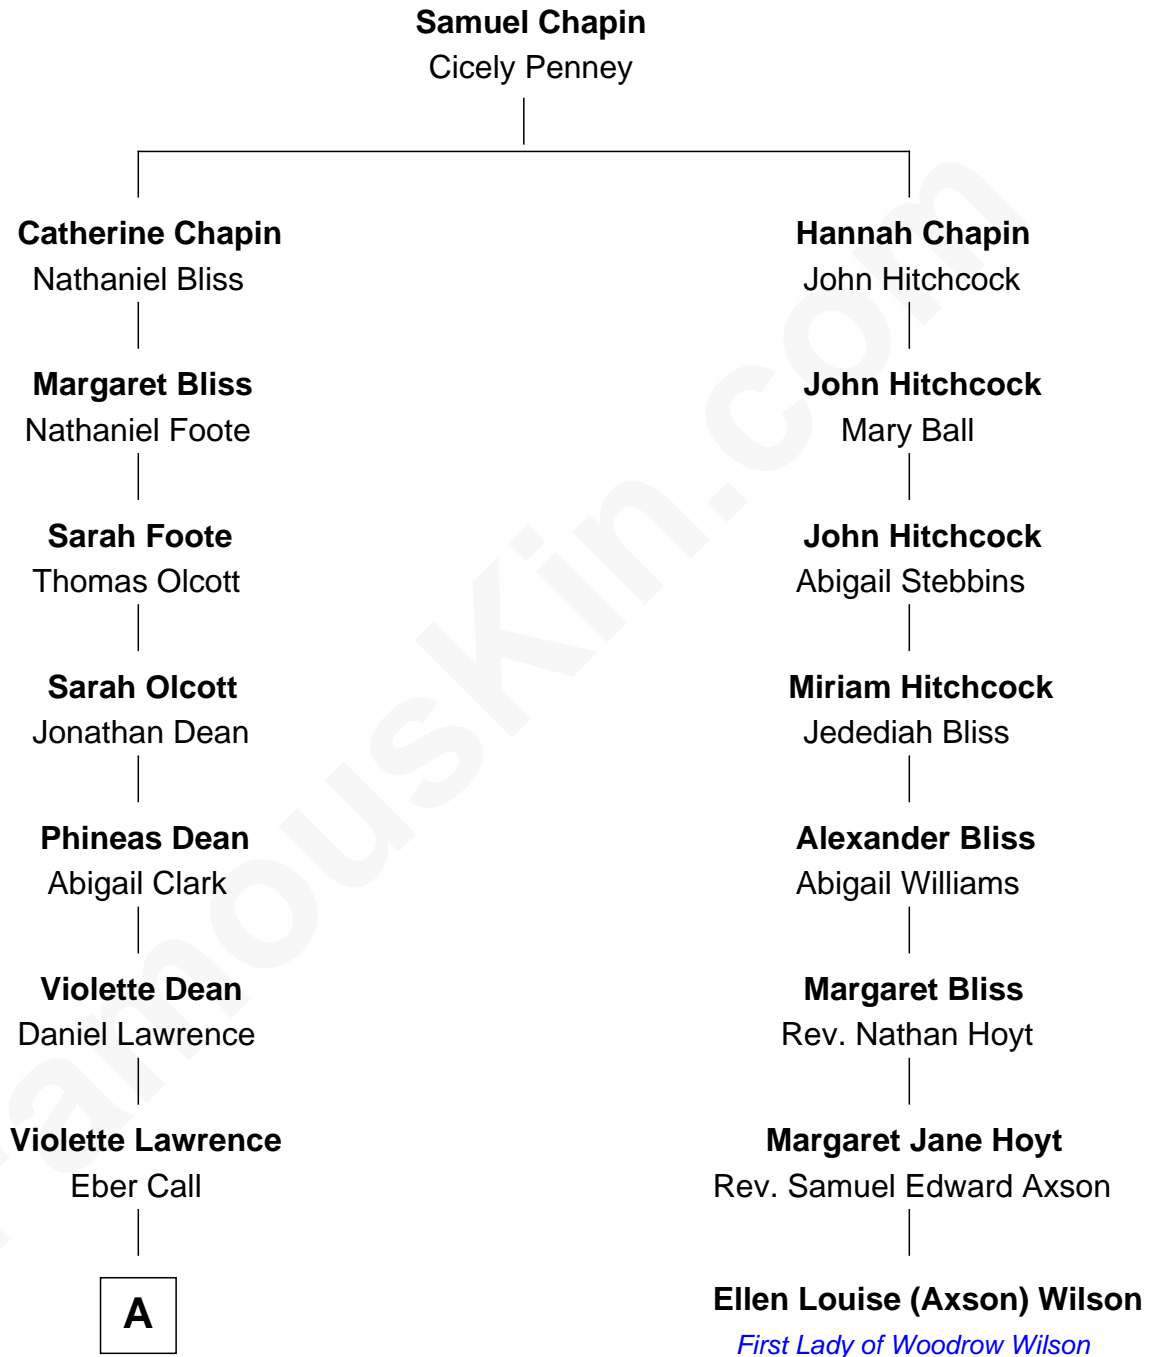 Samuel Chapin
Cicely Penney
Catherine Chapin
Nathaniel Bliss
Margaret Bliss
Nathaniel Foote
Sarah Foote
Thomas Olcott
Sarah Olcott
Jonathan Dean
Phineas Dean
Abigail Clark
Violette Dean
Daniel Lawrence
Violette Lawrence
Eber Call
A
Hannah Chapin
John Hitchcock
John Hitchcock
Mary Ball
John Hitchcock
Abigail Stebbins
Miriam Hitchcock
Jedediah Bliss
Alexander Bliss
Abigail Williams
Margaret Bliss
Rev. Nathan Hoyt
Margaret Jane Hoyt
Rev. Samuel Edward Axson
Ellen Louise (Axson) Wilson
First Lady of Woodrow Wilson
FamousKin.com